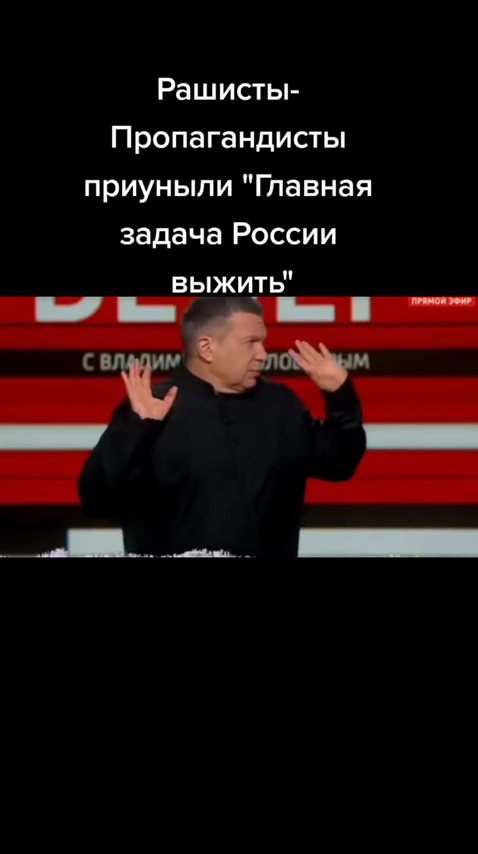 Рашисты-
Пропагандисты
приуныли "Главная
задача России
выжить"
ПРЯМОЙ ЭФИР
С